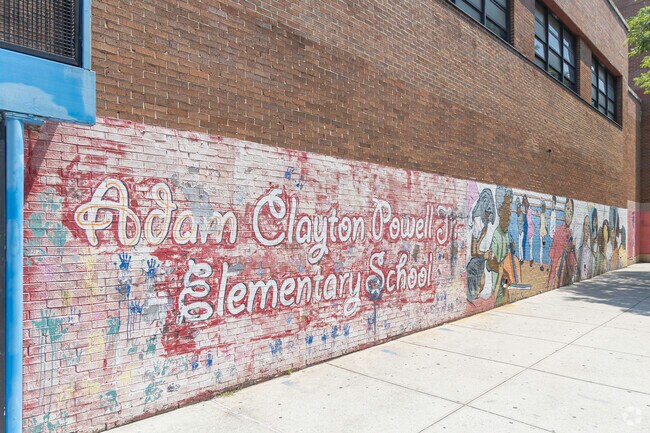 Adam Clayton Powell Jr.
Elementary School